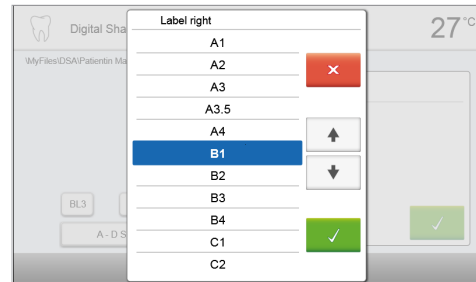 Label right
Digital Sha
27°C
\MyFiles\DSA\Patientin Ma
A1
A2
A3
A3.5
A4
B1
B2
B3
B4
C1
C2
BL3
A - D S